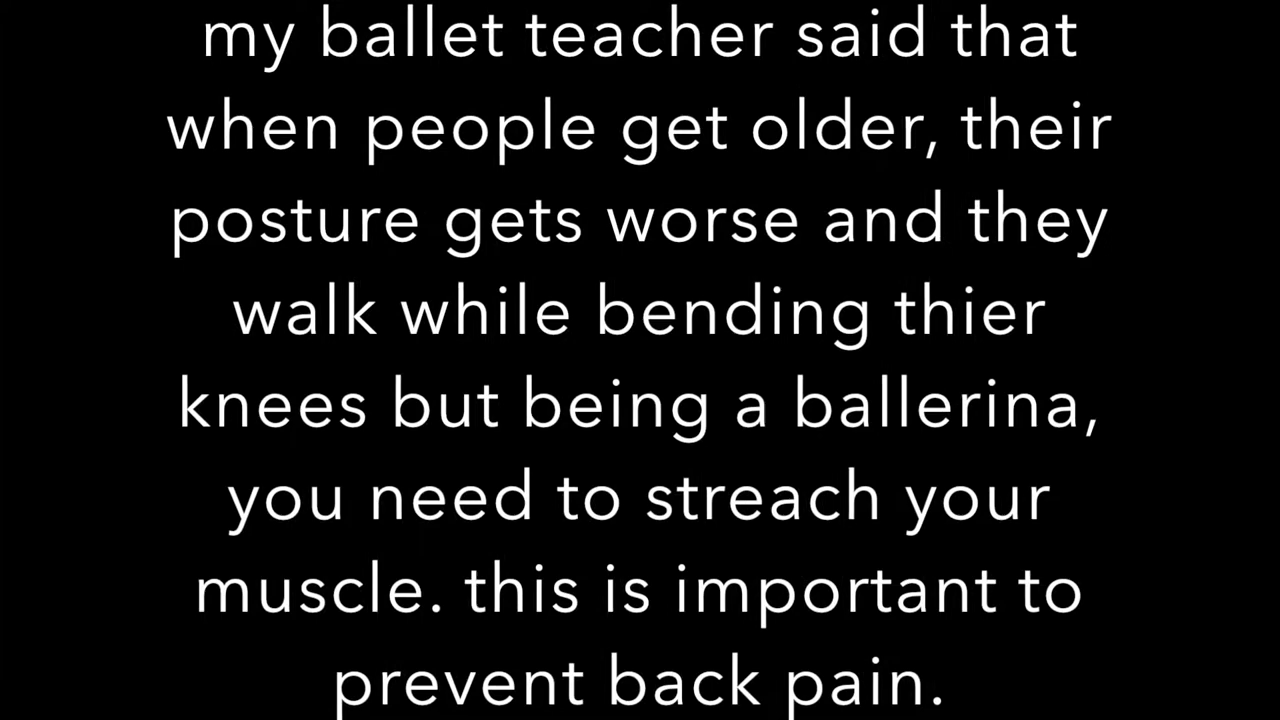 my ballet teacher said that
when people get older, their
posture gets worse and they
walk while bending thier
knees but being a ballerina,
you need to streach your
muscle. this is important to
prevent back pain.